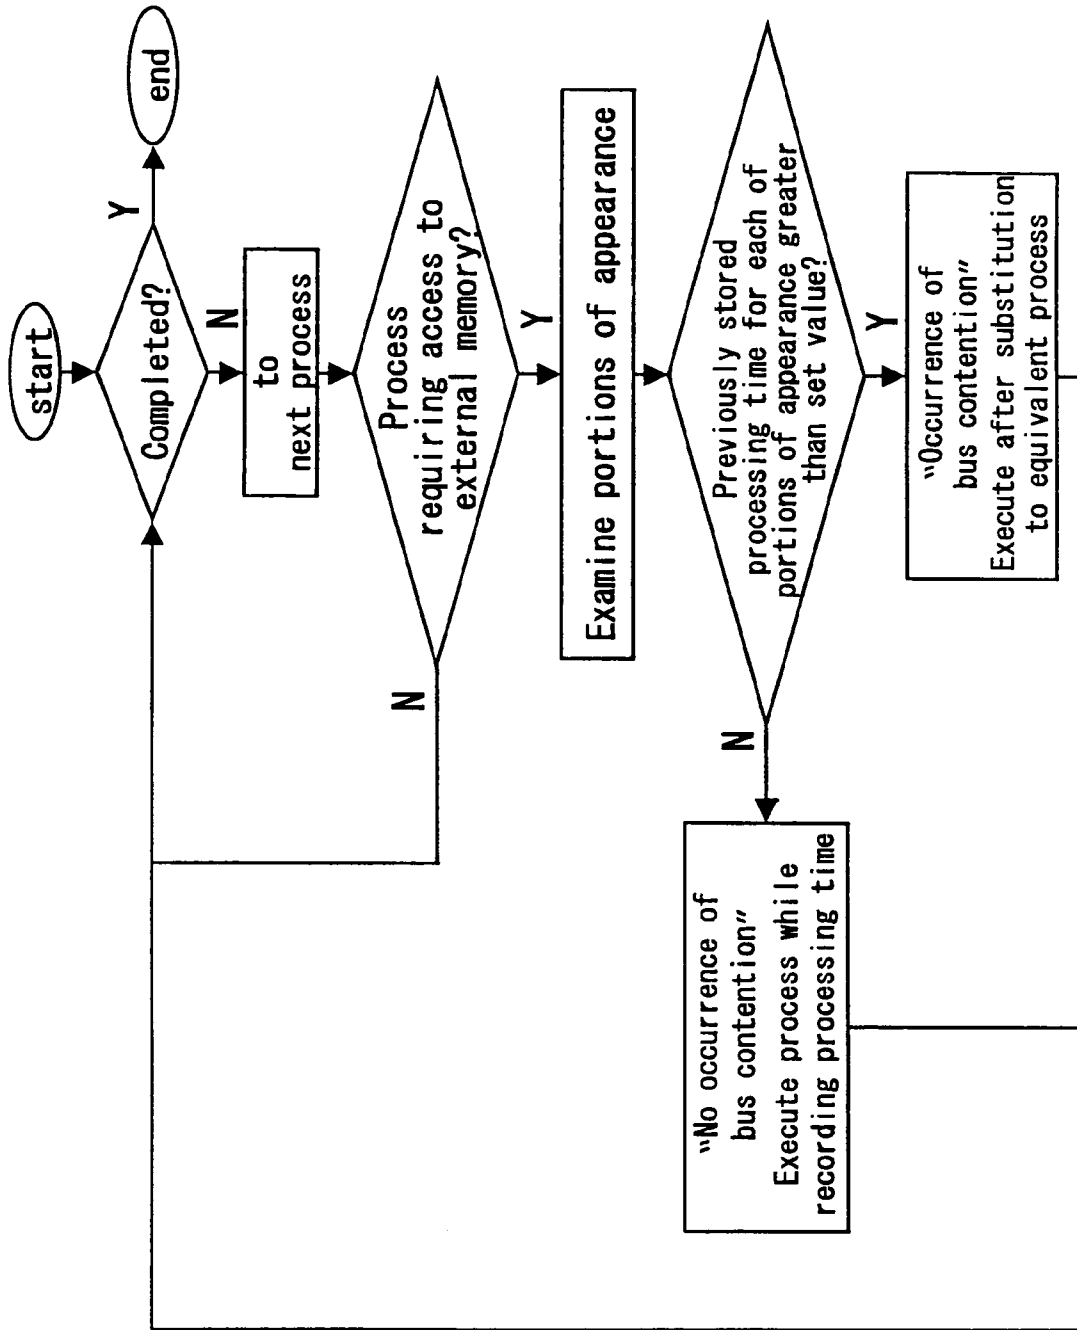 start
Completed?
Y
end
N
to
next process
Process
requiring access to
external memory?
N
Y
Examine portions of appearance
Previously stored
processing time for each of
portions of appearance greater
than set value?
N
Y
"No occurrence of
bus contention"
Execute process while
recording processing time
"Occurrence of
bus contention"
Execute after substitution
to equivalent process